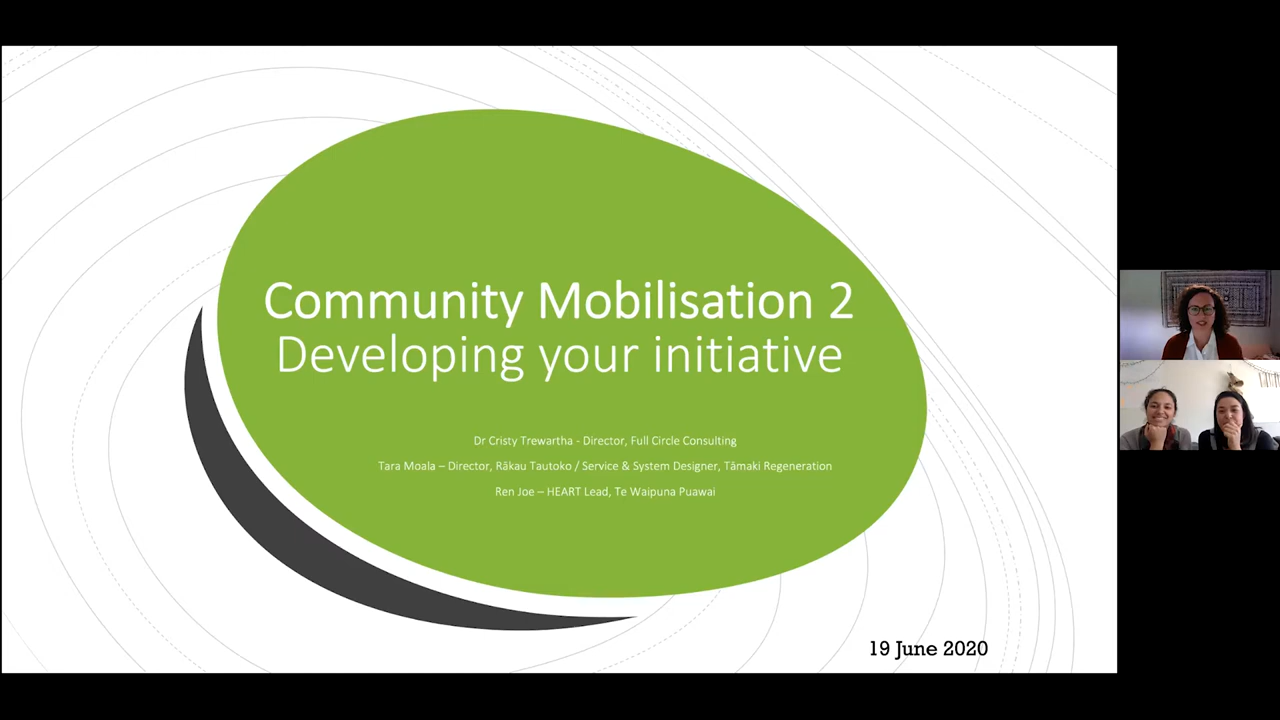 Community Mobilisation 2
Developing your initiative
Dr Cristy Trewartha - Director, Full Circle Consulting
Tara Moala – Director, Rākau Tautoko / Service & System Designer, Tāmaki Regeneration
Ren Joe – HEART Lead, Te Waipuna Puawai
19 June 2020